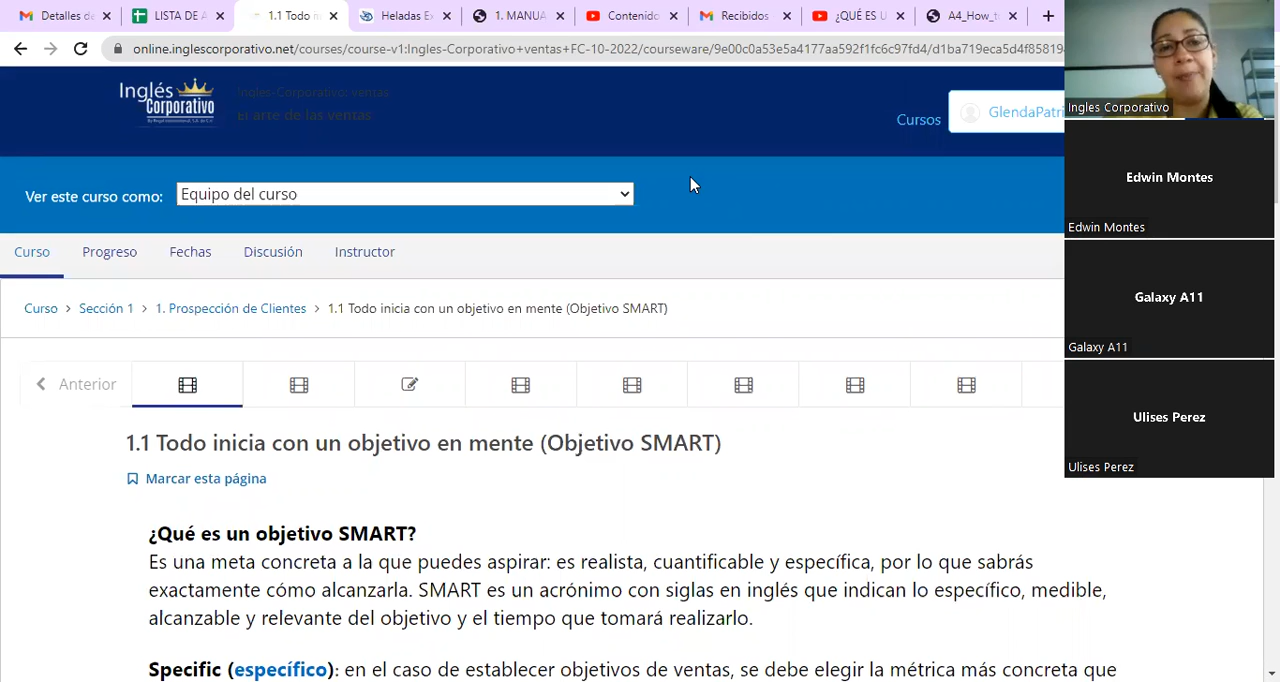 Detalles de
LISTA DE A
1.1 Todo in
Heladas Ex
1. MANUA
Contenido
Recibidos
¿QUÉ ES U
A4_How_t
online.inglescorporativo.net/courses/course-v1:Ingles-Corporativo+ventas+FC-10-2022/courseware/9e00c0a53e5a4177aa592f1fc6c97fd4/d1ba719eca5d4f85819
Inglés
Corporativo
Ingles-Corporativo: ventas
El arte de las ventas
Cursos
GlendaPatri
Ver este curso como:
Equipo del curso
Curso
Progreso
Fechas
Discusión
Instructor
Curso > Sección 1 > 1. Prospección de Clientes > 1.1 Todo inicia con un objetivo en mente (Objetivo SMART)
Anterior
1.1 Todo inicia con un objetivo en mente (Objetivo SMART)
Marcar esta página
¿Qué es un objetivo SMART?
Es una meta concreta a la que puedes aspirar: es realista, cuantificable y específica, por lo que sabrás
exactamente cómo alcanzarla. SMART es un acrónimo con siglas en inglés que indican lo específico, medible,
alcanzable y relevante del objetivo y el tiempo que tomará realizarlo.
Specific (específico): en el caso de establecer objetivos de ventas, se debe elegir la métrica más concreta que
Ingles Corporativo
Edwin Montes
Edwin Montes
Galaxy A11
Galaxy A11
Ulises Perez
Ulises Perez